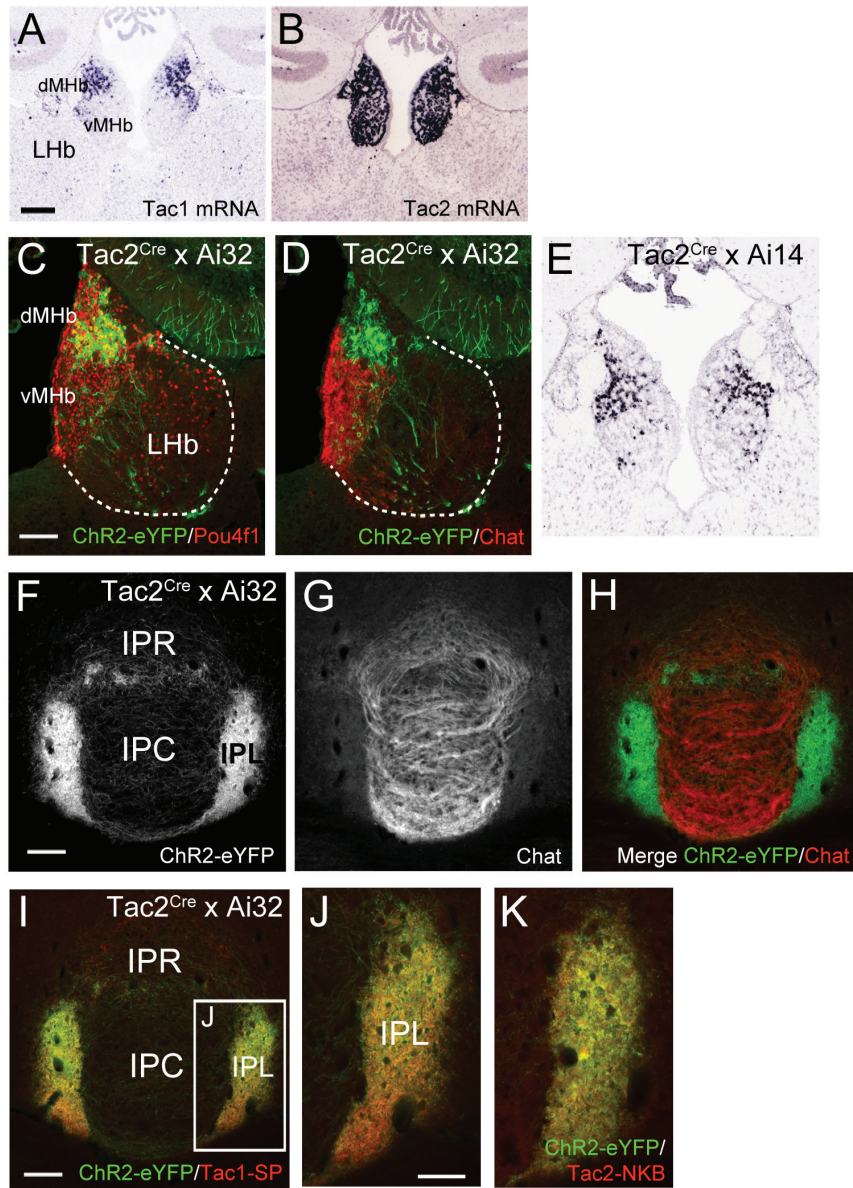 A
dMHb
vMHb
LHb
Tac1 mRNA
B
Tac2 mRNA
C
Tac2Cre x Ai32
dMHb
vMHb
LHb
ChR2-eYFP/Pou4f1
D
Tac2Cre x Ai32
ChR2-eYFP/Chat
E
Tac2Cre x Ai14
F
Tac2Cre x Ai32
IPR
IPC
IPL
ChR2-eYFP
G
Chat
H
Merge ChR2-eYFP/Chat
I
Tac2Cre x Ai32
IPR
J
IPC
IPL
ChR2-eYFP/Tac1-SP
J
IPL
K
ChR2-eYFP/
Tac2-NKB